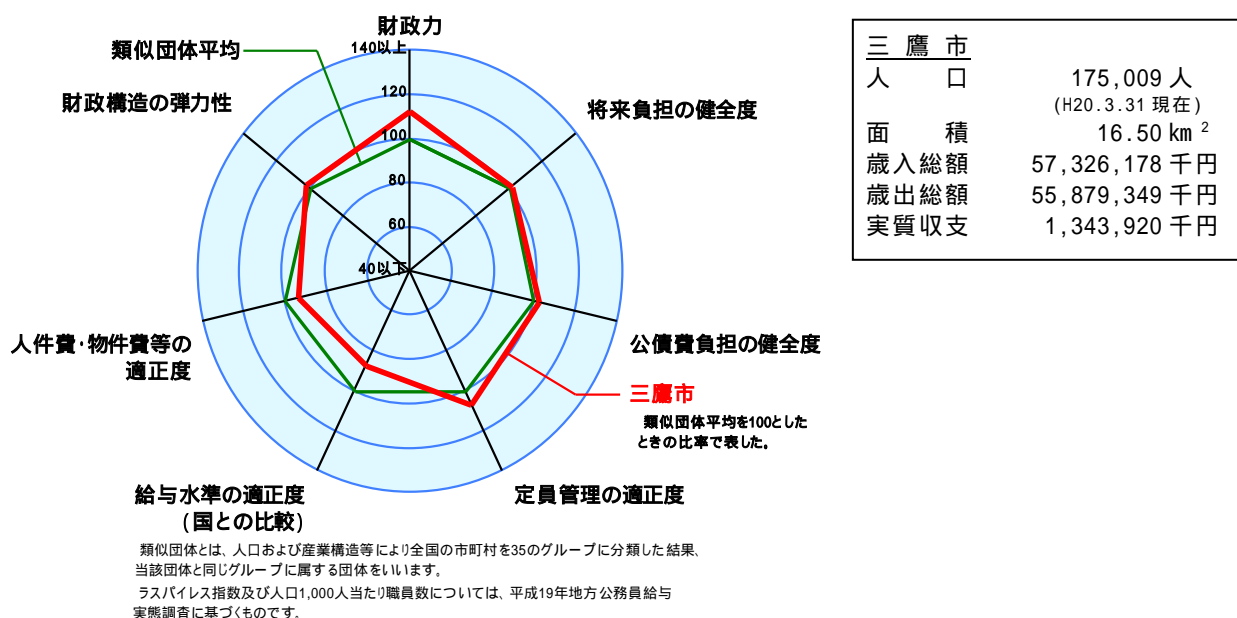 財政力
140以上
類似団体平均
120
財政構造の弾力性
将来負担の健全度
100
80
60
40以下
人件費・物件費等の
適正度
公債費負担の健全度
三鷹市
類似団体平均を100とした
ときの比率で表した。
給与水準の適正度
(国との比較)
定員管理の適正度
類似団体とは、人口および産業構造等により全国の市町村を35のグループに分類した結果、
当該団体と同じグループに属する団体をいいます。
ラスパイレス指数及び人口1,000人当たり職員数については、平成19年地方公務員給与
実態調査に基づくものです。
三鷹市
人口 175,009 人
(H20.3.31 現在)
面積 16.50 km ²
歳入総額 57,326,178 千円
歳出総額 55,879,349 千円
実質収支 1,343,920 千円